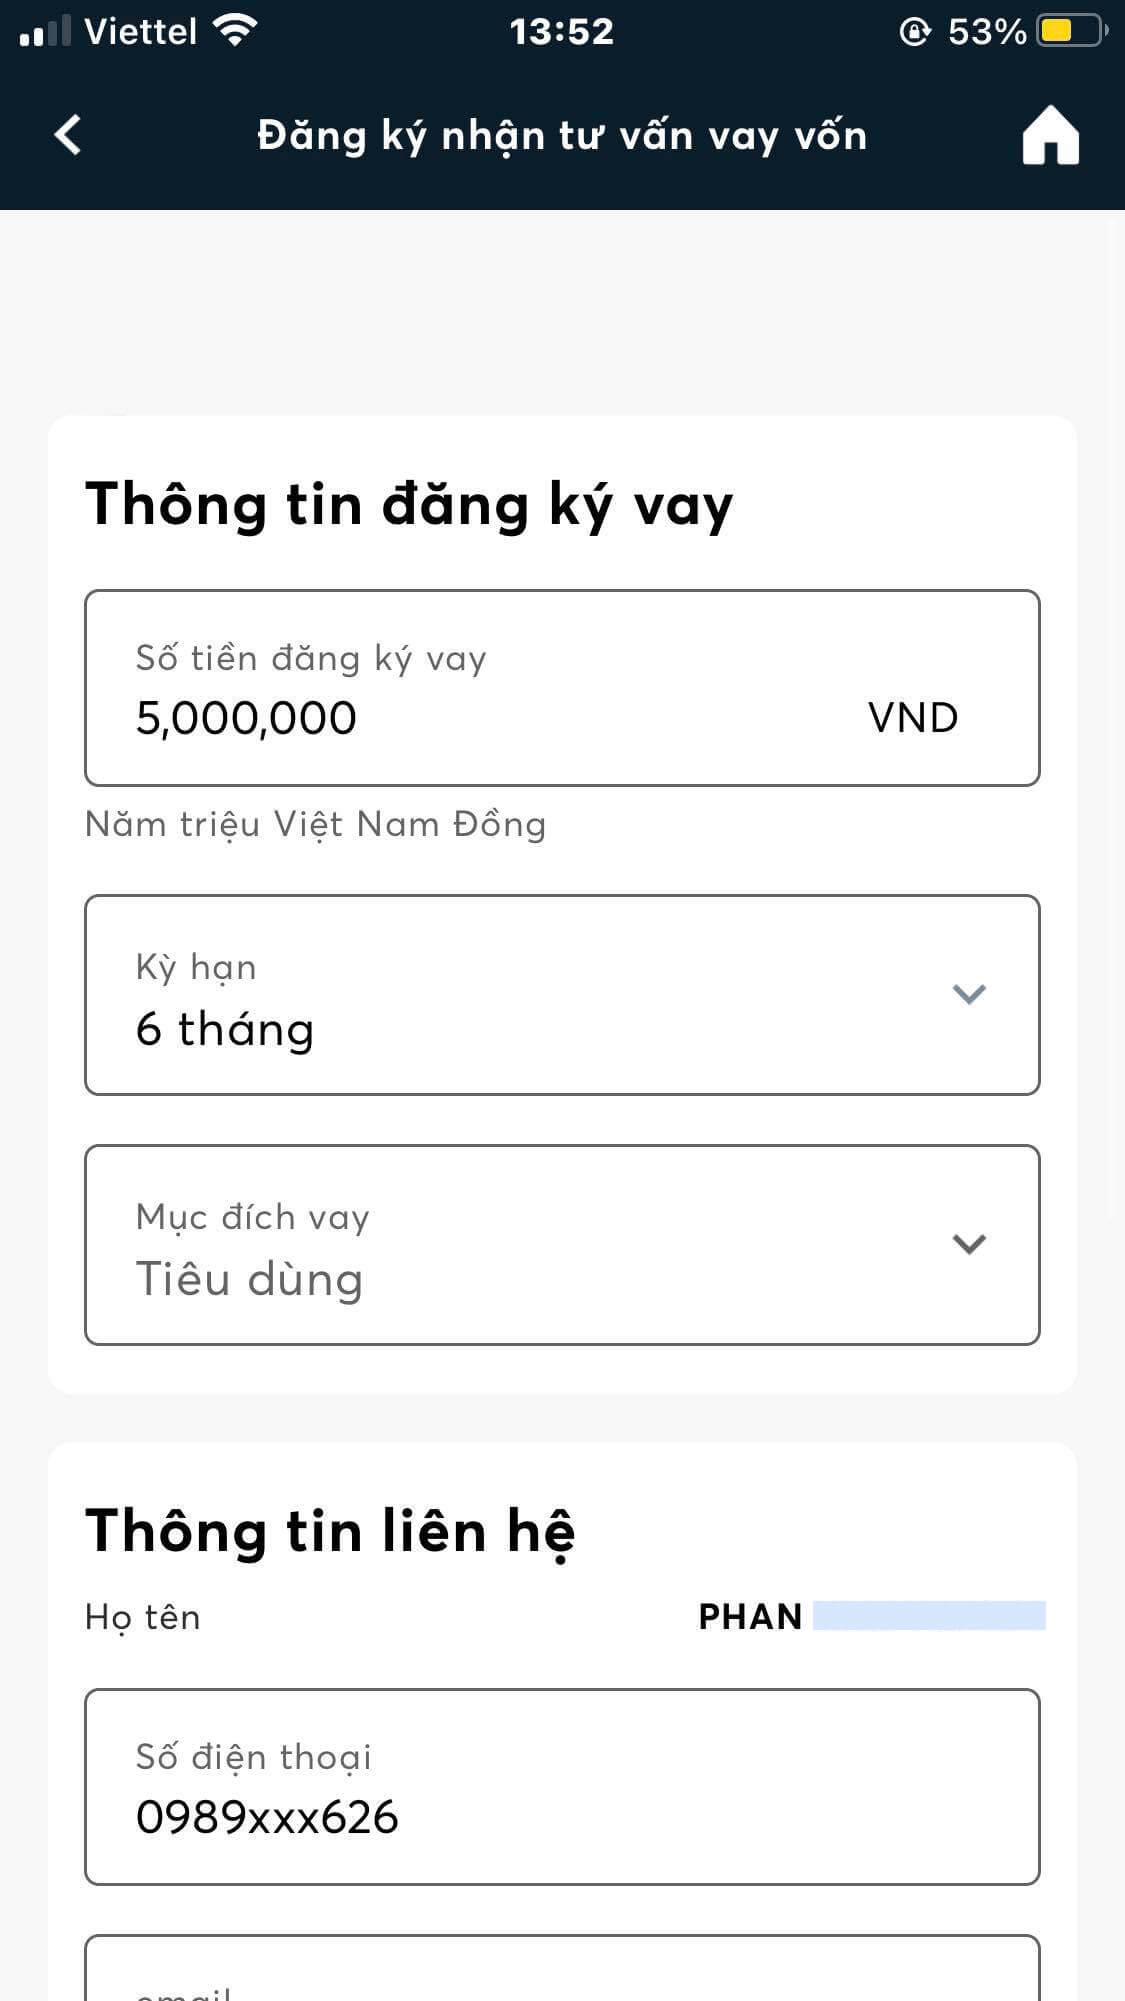 Viettel 13:52 53%
Đăng ký nhận tư vấn vay vốn
Thông tin đăng ký vay
Số tiền đăng ký vay
5,000,000 VND
Năm triệu Việt Nam Đồng
Kỳ hạn
6 tháng
Mục đích vay
Tiêu dùng
Thông tin liên hệ
Họ tên PHAN
Số điện thoại
0989xxx626
email